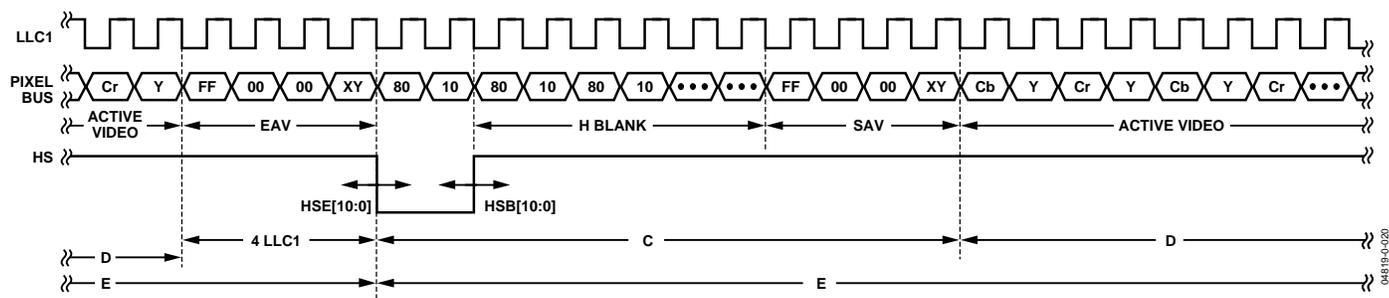 LLC1
PIXEL BUS
Cr Y FF 00 00 XY 80 10 80 10 80 10 ●●● ●●● FF 00 00 XY Cb Y Cr Y Cb Y Cr ●●●
ACTIVE VIDEO
EAV
H BLANK
SAV
ACTIVE VIDEO
HS
HSE[10:0]
HSB[10:0]
4 LLC1
C
D
D
E
E
04819-0-020